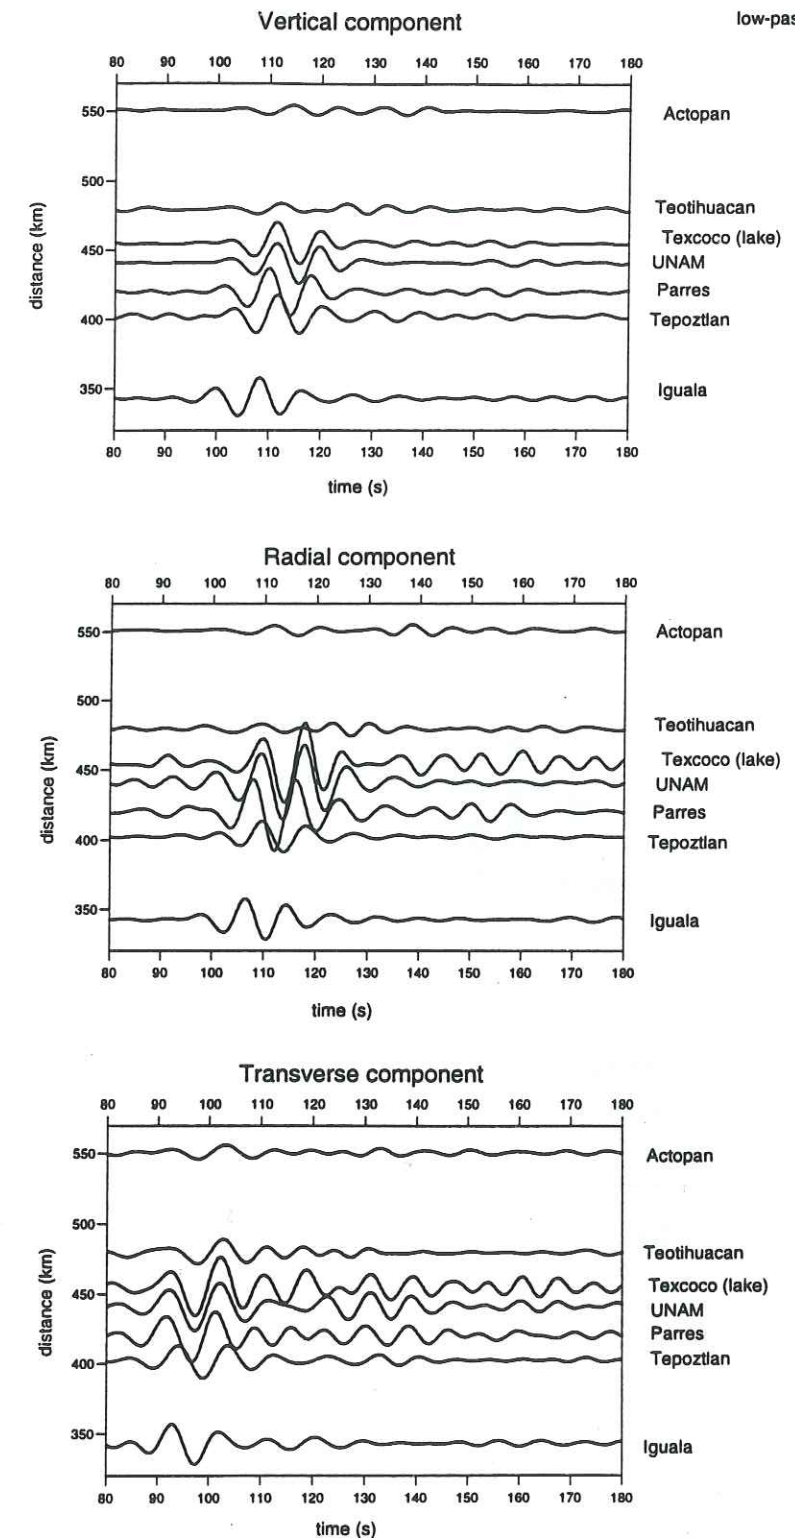 Vertical component
low-pas
80 90 100 110 120 130 140 150 160 170 180
550
500
450
400
350
distance (km)
Actopan
Teotihuacan
Texcoco (lake)
UNAM
Parres
Tepoztlan
Iguala
80 90 100 110 120 130 140 150 160 170 180
time (s)
Radial component
80 90 100 110 120 130 140 150 160 170 180
550
500
450
400
350
distance (km)
Actopan
Teotihuacan
Texcoco (lake)
UNAM
Parres
Tepoztlan
Iguala
80 90 100 110 120 130 140 150 160 170 180
time (s)
Transverse component
80 90 100 110 120 130 140 150 160 170 180
550
500
450
400
350
distance (km)
Actopan
Teotihuacan
Texcoco (lake)
UNAM
Parres
Tepoztlan
Iguala
80 90 100 110 120 130 140 150 160 170 180
time (s)